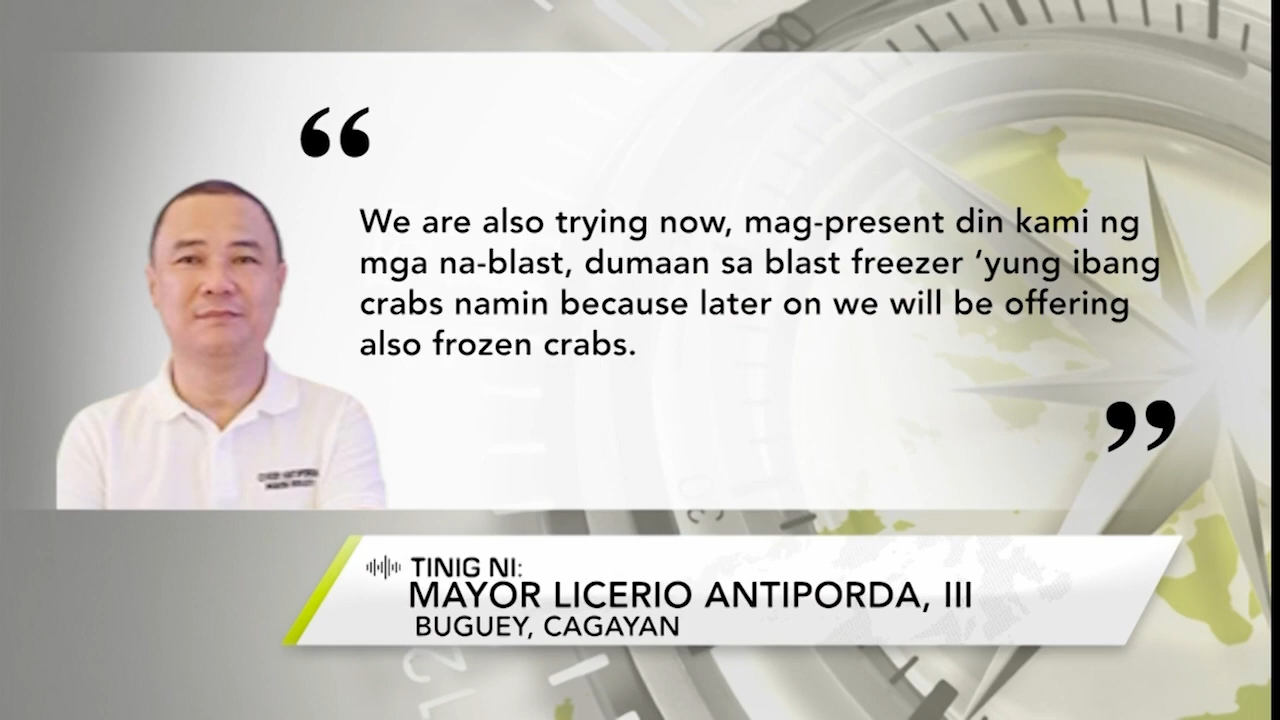 “
We are also trying now, mag-present din kami ng
mga na-blast, dumaan sa blast freezer ’yung ibang
crabs namin because later on we will be offering
also frozen crabs.
”
TINIG NI:
MAYOR LICERIO ANTIPORDA, III
BUGUEY, CAGAYAN